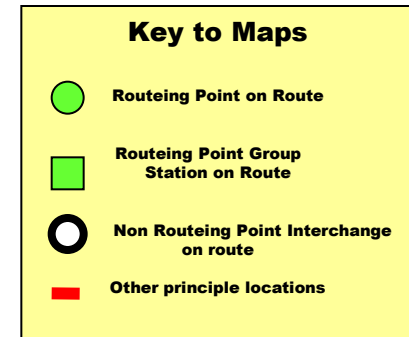 Key to Maps
Routeing Point on Route
Routeing Point Group
Station on Route
Non Routeing Point Interchange
on route
Other principle locations